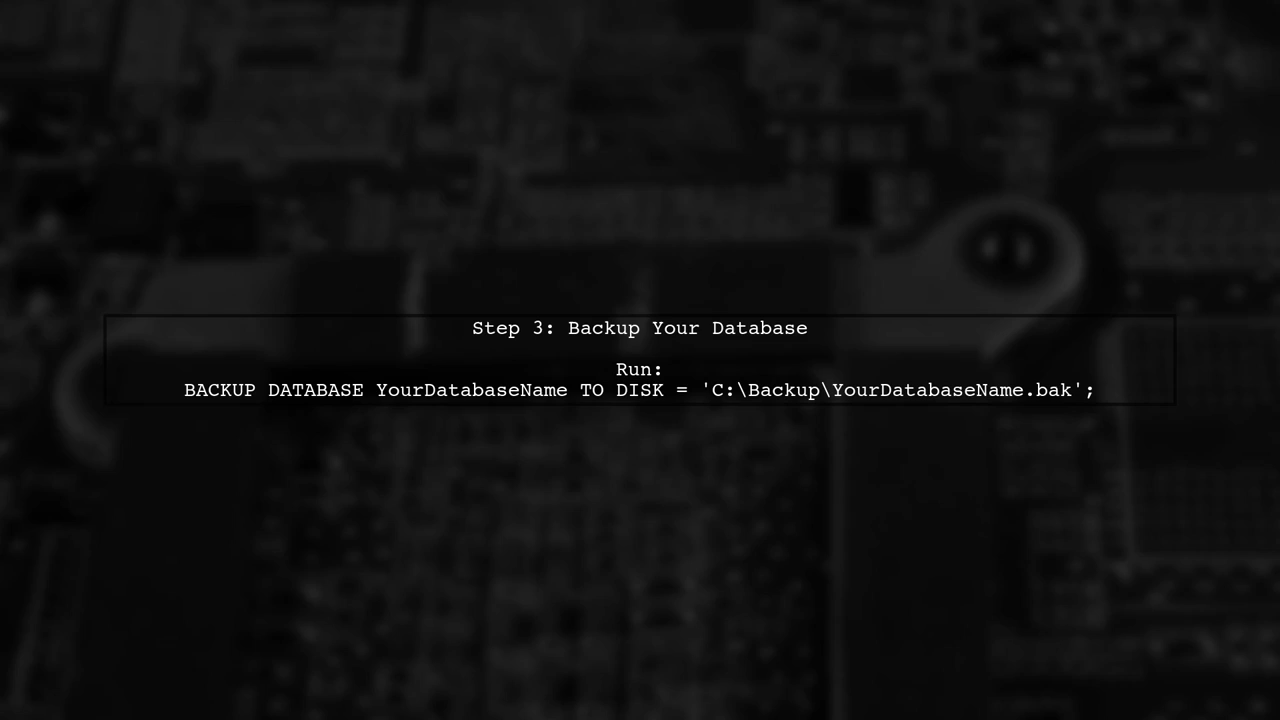 Step 3: Backup Your Database
Run:
BACKUP DATABASE YourDatabaseName TO DISK = 'C:\Backup\YourDatabaseName.bak';